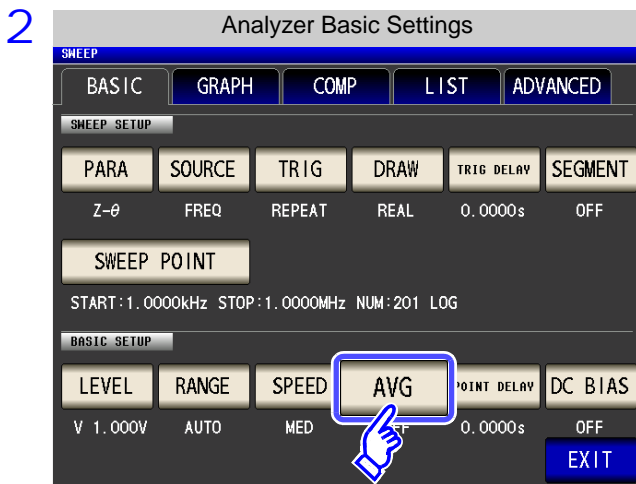 2
Analyzer Basic Settings
SWEEP
BASIC GRAPH COMP LIST ADVANCED
SWEEP SETUP
PARA SOURCE TRIG DRAW TRIG DELAY SEGMENT
Z-θ FREQ REPEAT REAL 0.0000s OFF
SWEEP POINT
START:1.0000kHz STOP:1.0000MHz NUM:201 LOG
BASIC SETUP
LEVEL RANGE SPEED AVG POINT DELAY DC BIAS
V 1.000V AUTO MED 0.0000s OFF
EXIT